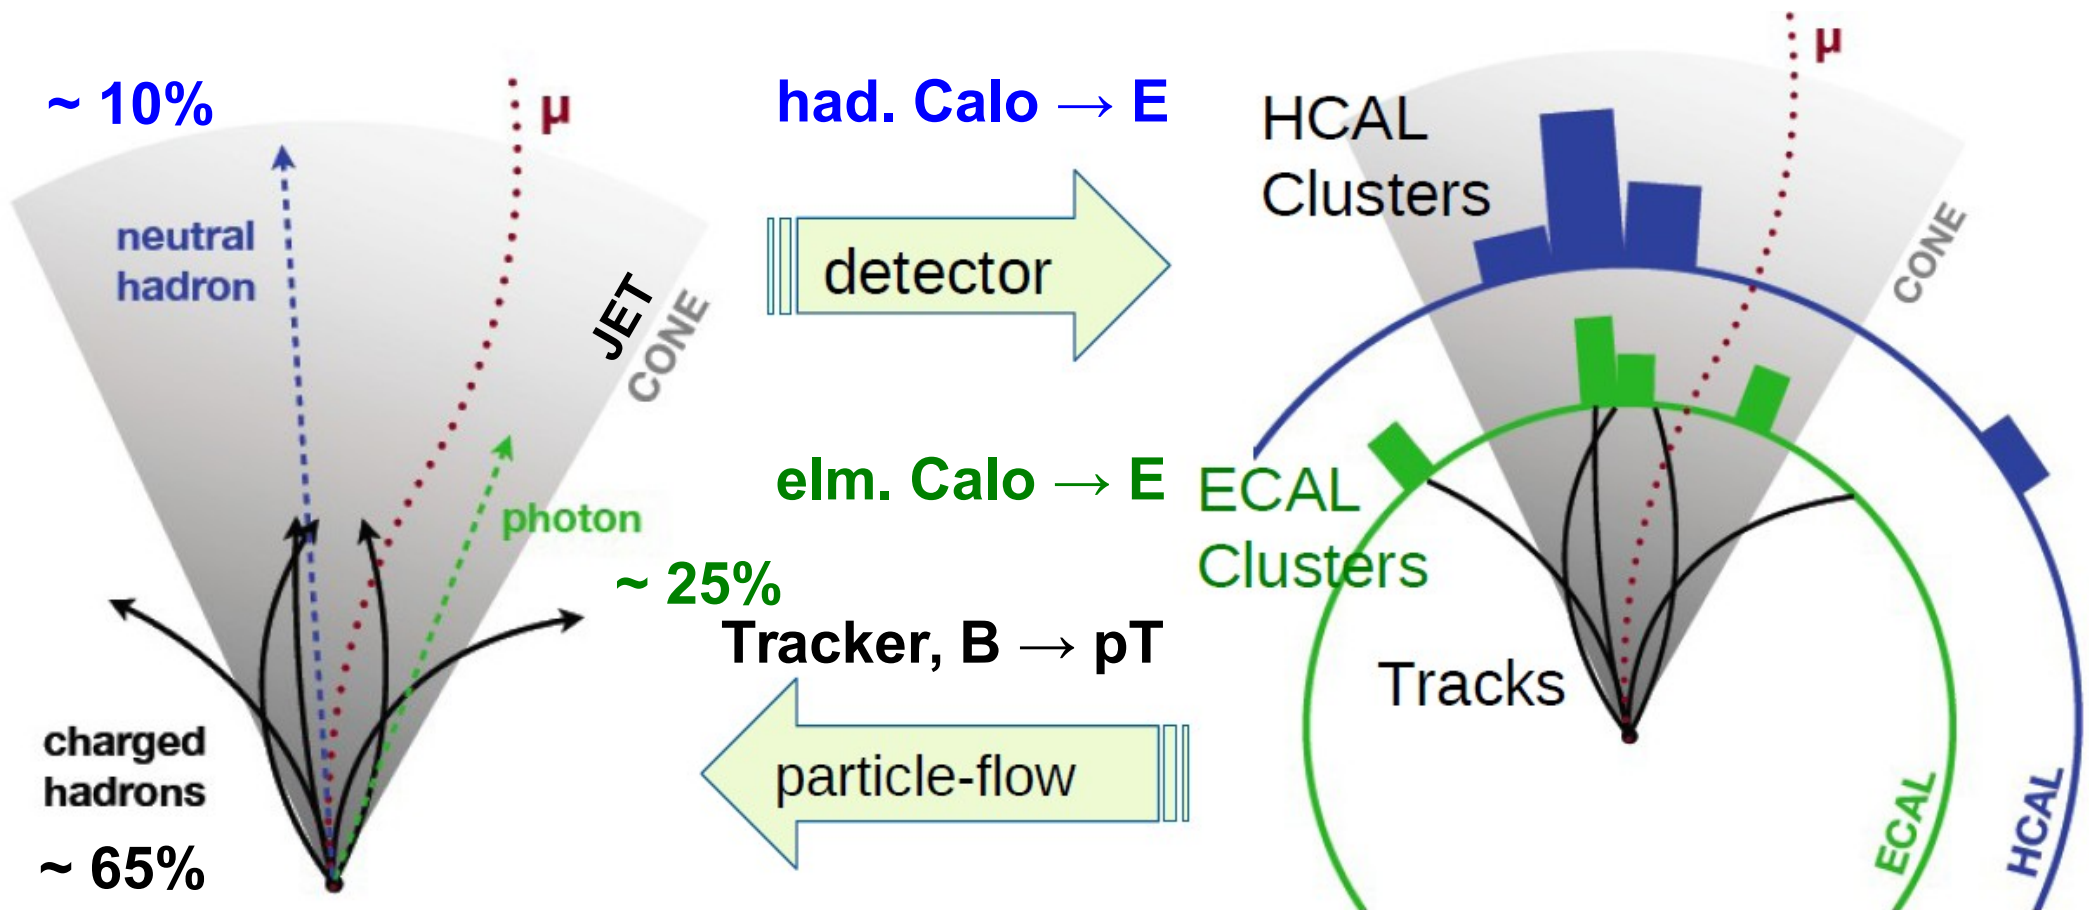 ~ 10%
μ
neutral
hadron
JET
CONE
photon
~ 25%
charged
hadrons
~ 65%
had. Calo → E
detector
elm. Calo → E
Tracker, B → pT
particle-flow
μ
HCAL
Clusters
CONE
ECAL
Clusters
Tracks
ECAL
HCAL